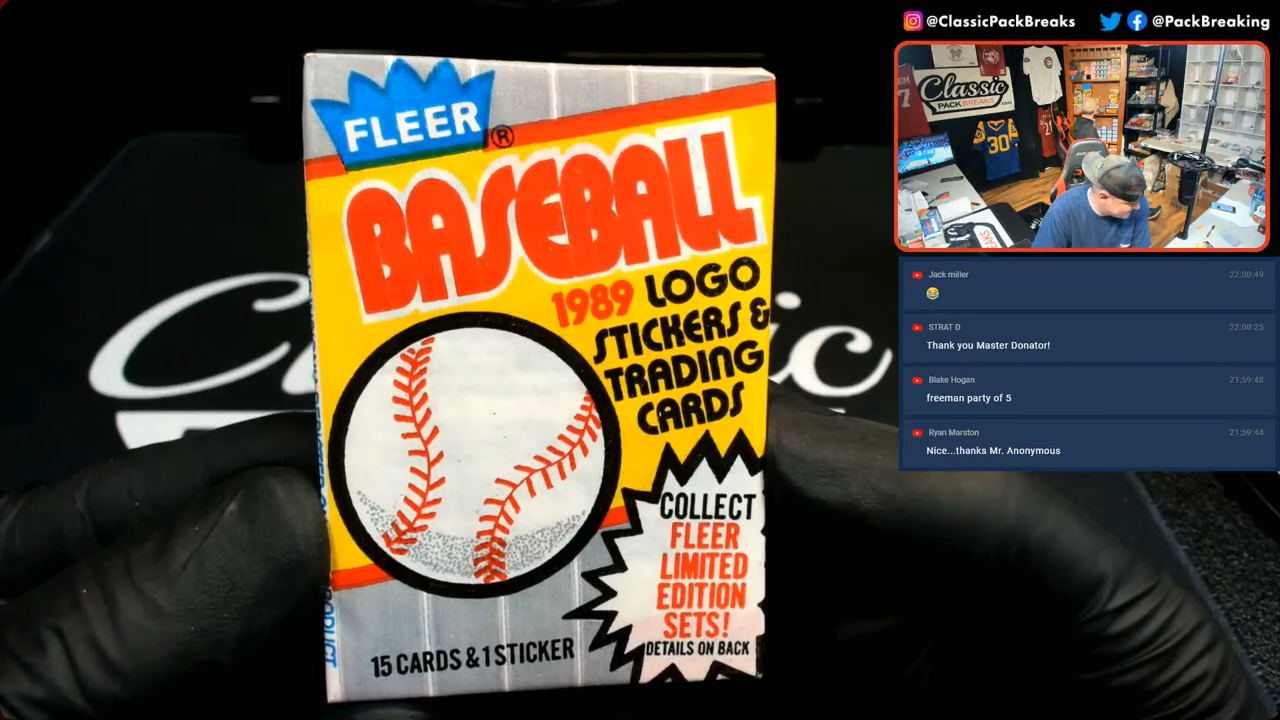 @ClassicPackBreaks
@PackBreaking
FLEER
®
BASEBALL
1989 LOGO
STICKERS &
TRADING
CARDS
COLLECT
FLEER
LIMITED
EDITION
SETS!
DETAILS ON BACK
15 CARDS & 1 STICKER
PRODUCT
Classic
PACK BREAKS
30
Jack miller
22:00:49
😂
STRAT D
22:00:25
Thank you Master Donator!
Blake Hogan
21:59:48
freeman party of 5
Ryan Marston
21:59:44
Nice...thanks Mr. Anonymous